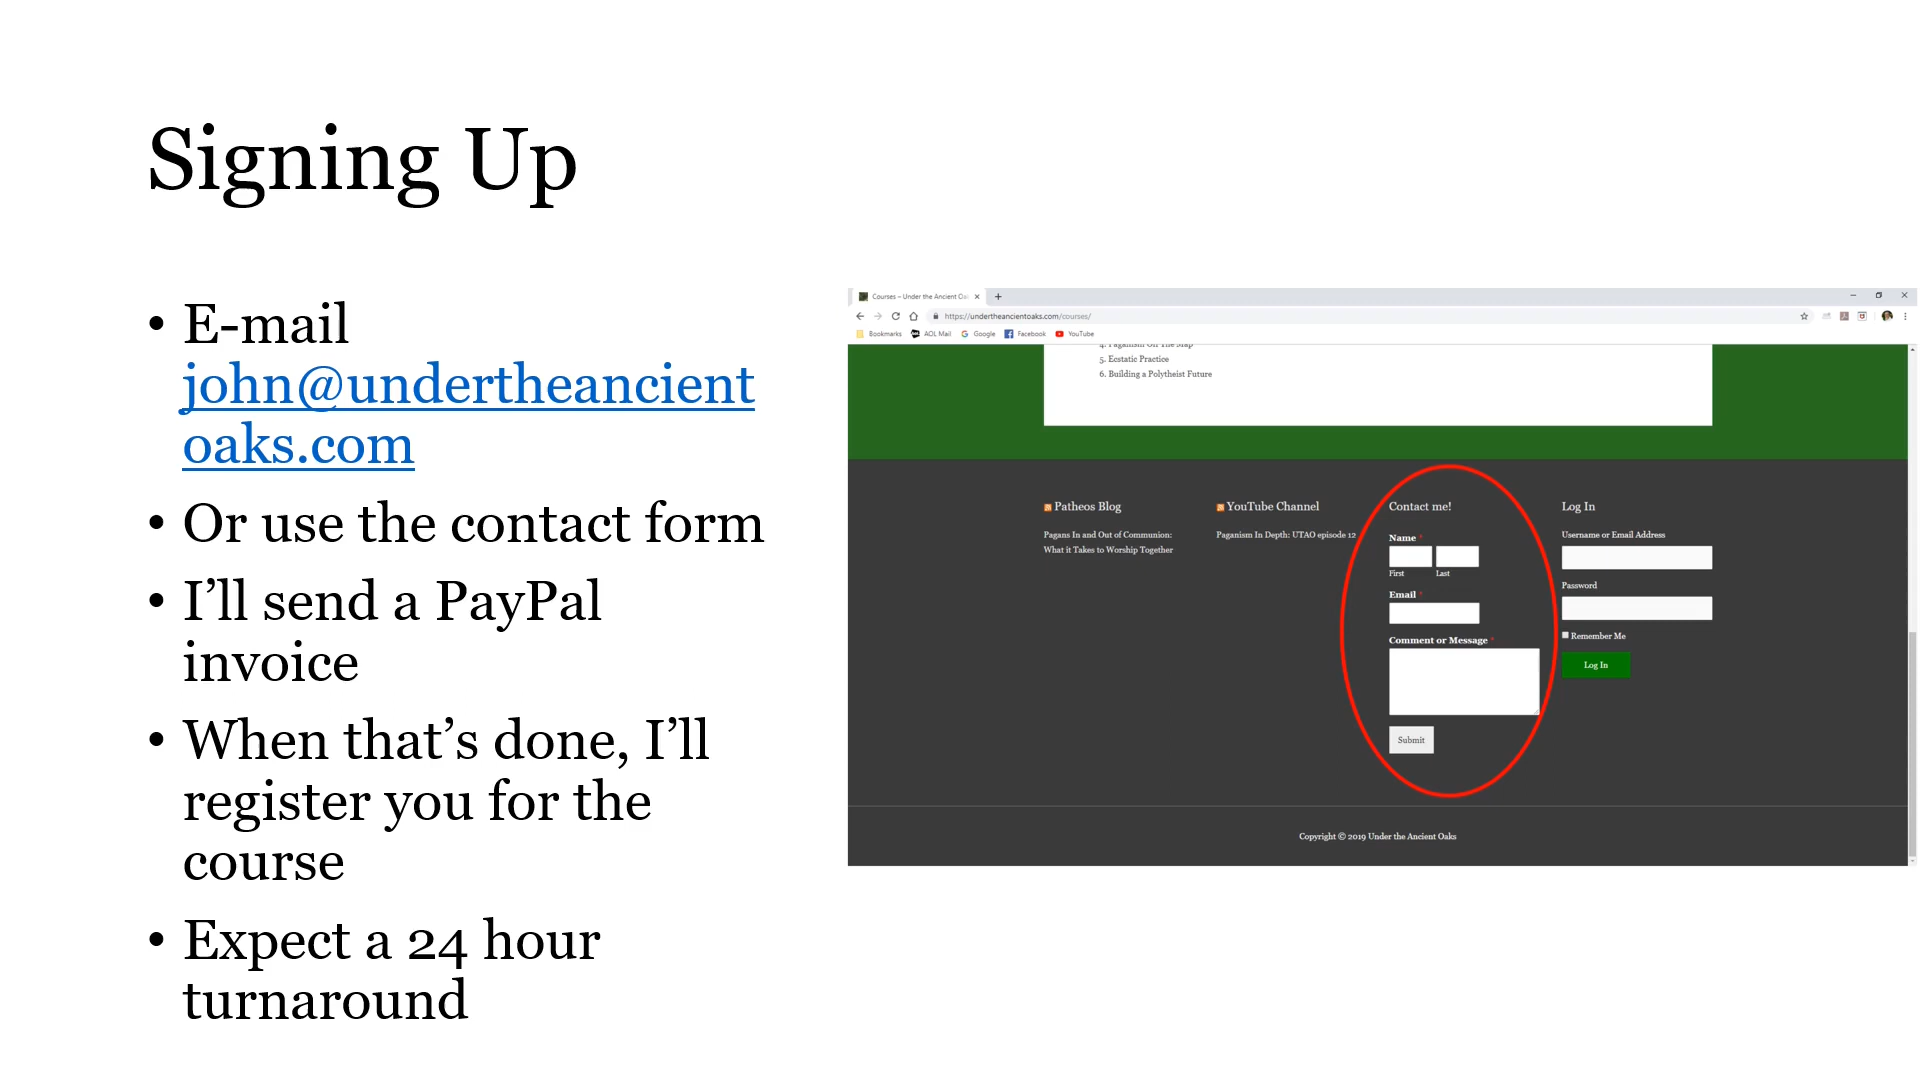 Signing Up
• E-mail
john@undertheancient
oaks.com
• Or use the contact form
• I’ll send a PayPal
invoice
• When that’s done, I’ll
register you for the
course
• Expect a 24 hour
turnaround
Courses – Under the Ancient Oa
https://undertheancientoaks.com/courses/
Bookmarks AOL Mail Google Facebook YouTube
4. Paganism On The Map
5. Ecstatic Practice
6. Building a Polytheist Future
Patheos Blog
Pagans In and Out of Communion:
What it Takes to Worship Together
YouTube Channel
Paganism In Depth: UTAO episode 12
Contact me!
Name *
First Last
Email *
Comment or Message *
Submit
Log In
Username or Email Address
Password
Remember Me
Log In
Copyright © 2019 Under the Ancient Oaks